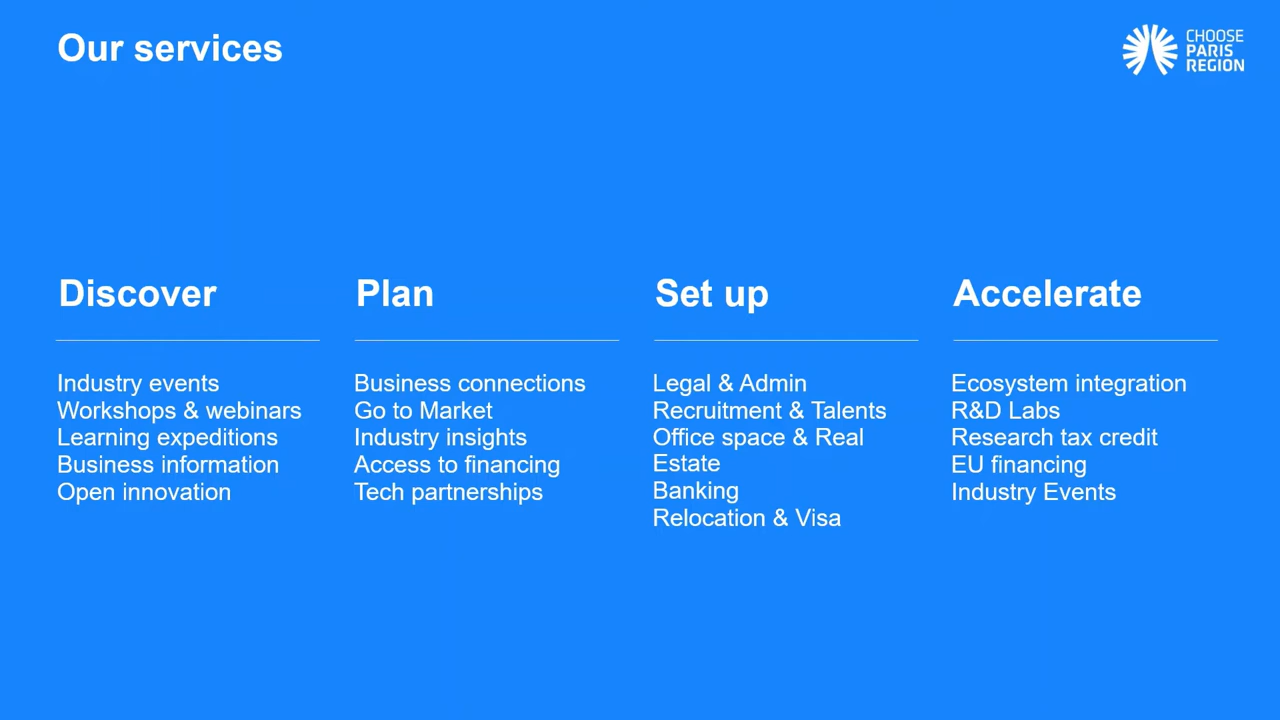 Our services
CHOOSE
PARIS
REGION
Discover
Industry events
Workshops & webinars
Learning expeditions
Business information
Open innovation
Plan
Business connections
Go to Market
Industry insights
Access to financing
Tech partnerships
Set up
Legal & Admin
Recruitment & Talents
Office space & Real
Estate
Banking
Relocation & Visa
Accelerate
Ecosystem integration
R&D Labs
Research tax credit
EU financing
Industry Events